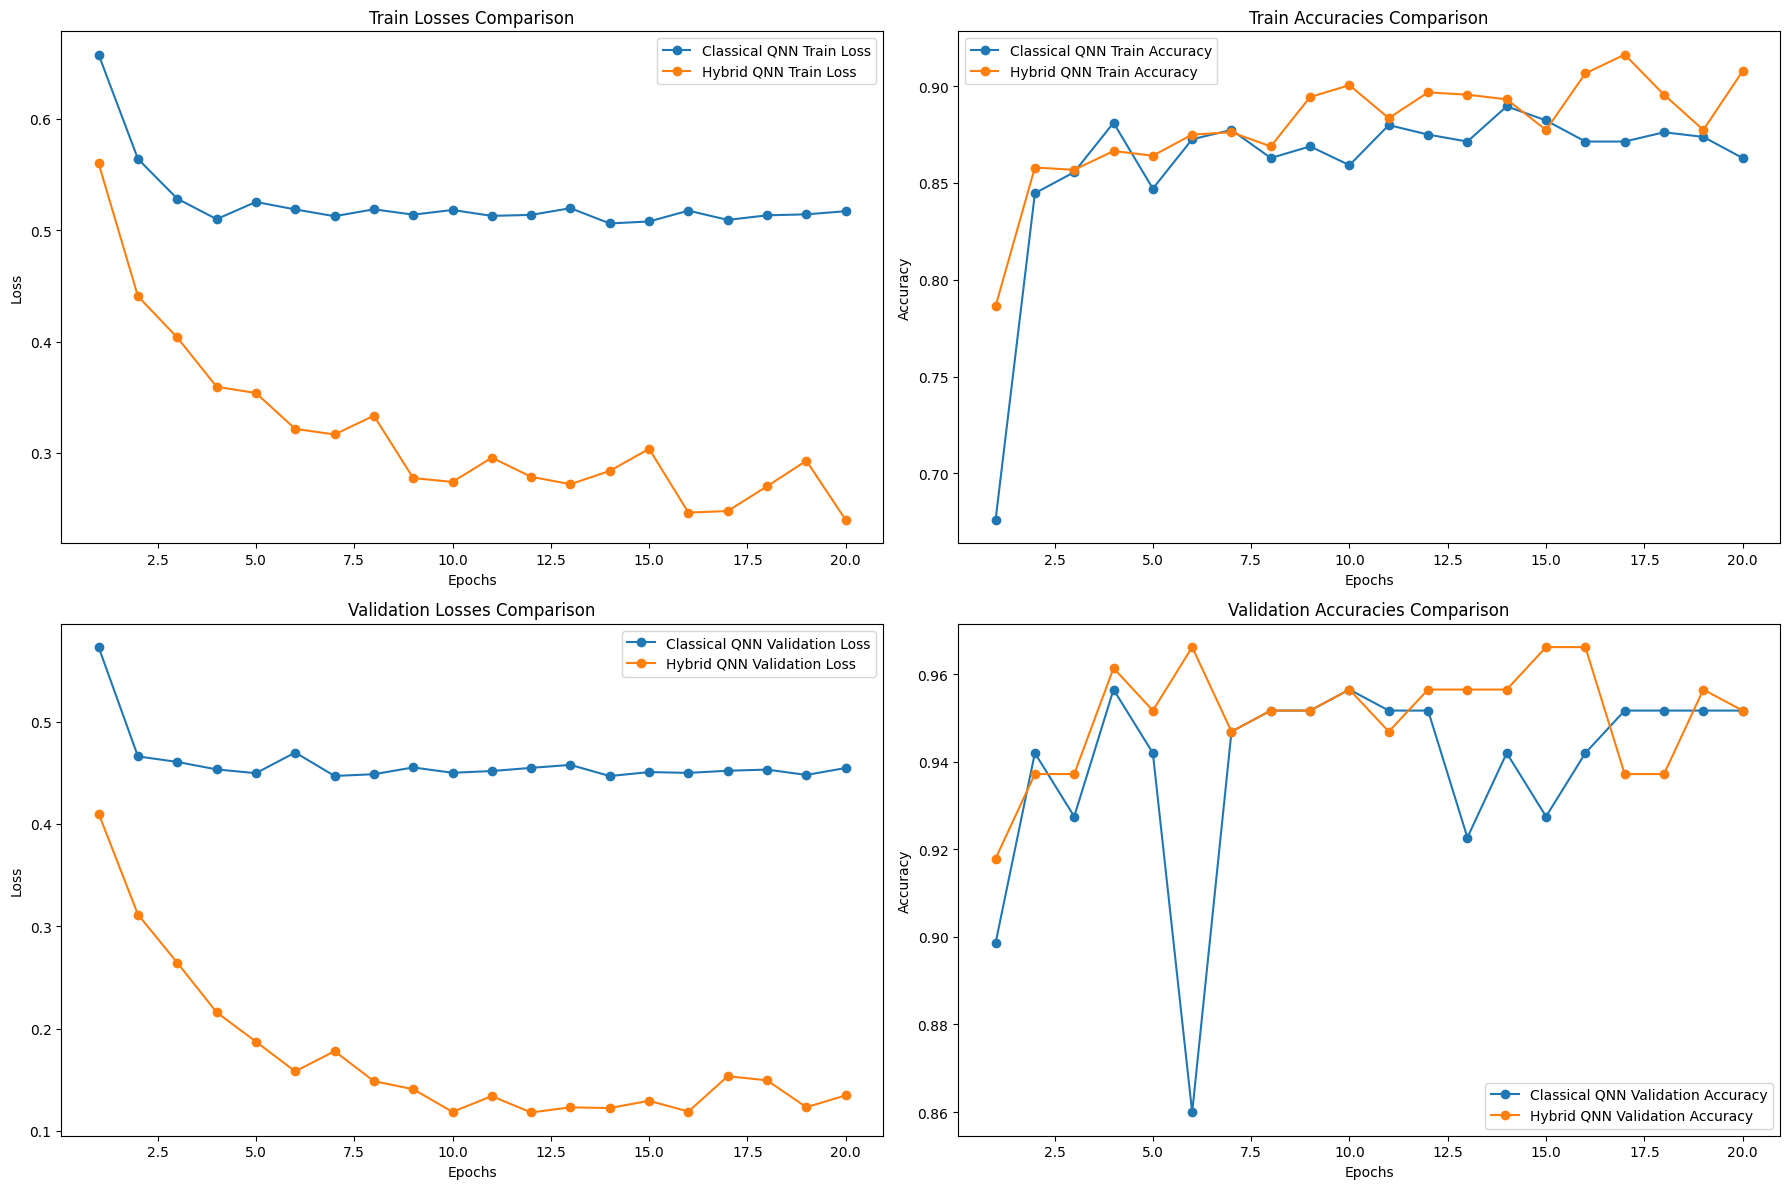 Train Losses Comparison
Classical QNN Train Loss
Hybrid QNN Train Loss
Loss
0.6
0.5
0.4
0.3
2.5 5.0 7.5 10.0 12.5 15.0 17.5 20.0
Epochs
Train Accuracies Comparison
Classical QNN Train Accuracy
Hybrid QNN Train Accuracy
Accuracy
0.90
0.85
0.80
0.75
0.70
2.5 5.0 7.5 10.0 12.5 15.0 17.5 20.0
Epochs
Validation Losses Comparison
Classical QNN Validation Loss
Hybrid QNN Validation Loss
Loss
0.5
0.4
0.3
0.2
0.1
2.5 5.0 7.5 10.0 12.5 15.0 17.5 20.0
Epochs
Validation Accuracies Comparison
Accuracy
0.96
0.94
0.92
0.90
0.88
0.86
Classical QNN Validation Accuracy
Hybrid QNN Validation Accuracy
2.5 5.0 7.5 10.0 12.5 15.0 17.5 20.0
Epochs